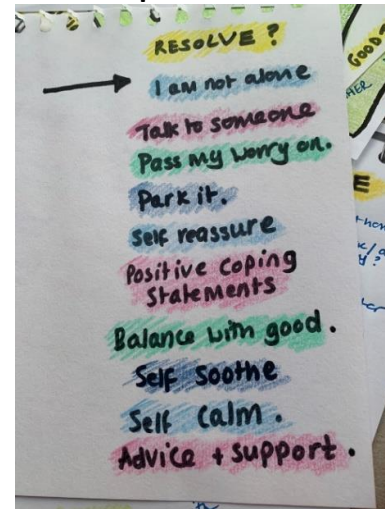 RESOLVE?
I am not alone
Talk to someone
Pass my worry on.
Park it.
Self reassure
Positive Coping
Statements
Balance with good.
Self Soothe
Self Calm.
Advice + support.
GOOD?